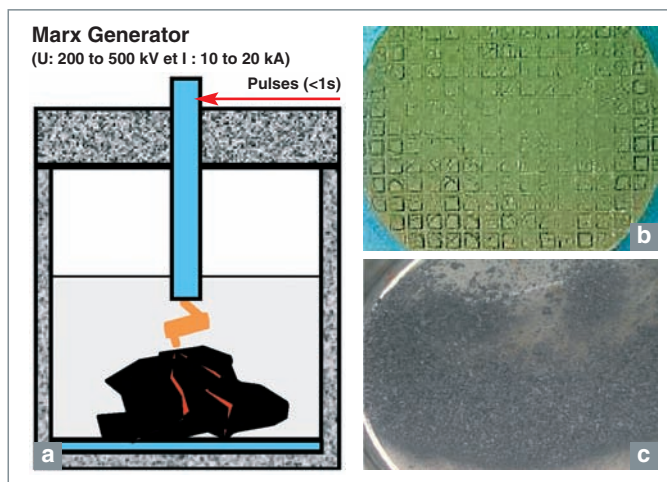 Marx Generator
(U: 200 to 500 kV et I : 10 to 20 kA)
Pulses (<1s)
a
b
c